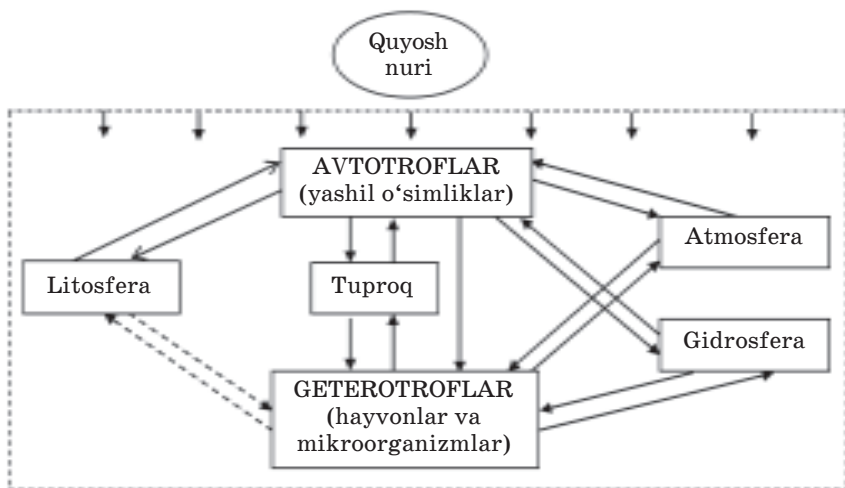 Quyosh
nuri
AVTOTROFLAR
(yashil o‘simliklar)
Atmosfera
Litosfera
Tuproq
Gidrosfera
GETEROTROFLAR
(hayvonlar va
mikroorganizmlar)